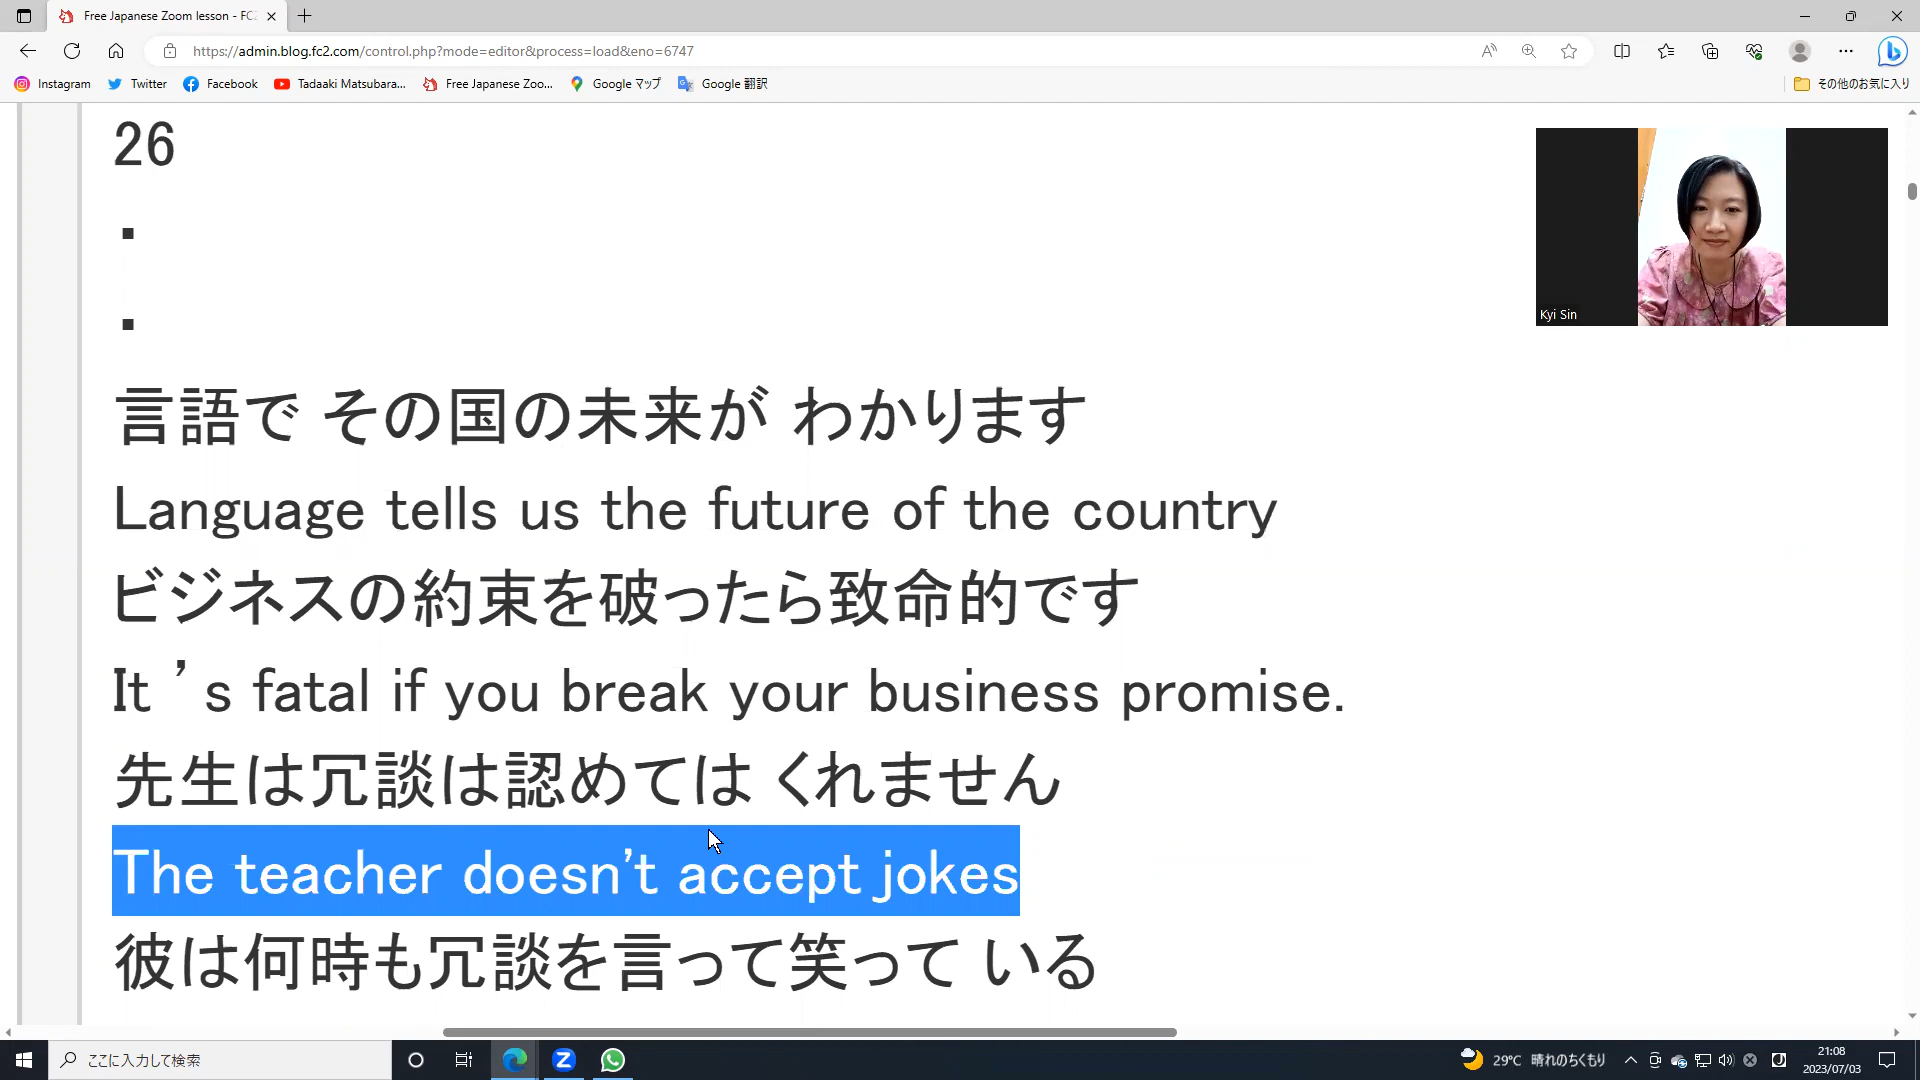 Free Japanese Zoom lesson - FC2
https://admin.blog.fc2.com/control.php?mode=editor&process=load&eno=6747
Instagram Twitter Facebook Tadaaki Matsubara... Free Japanese Zoo... Google マップ Google 翻訳 その他のお気に入り
26
.
.
Kyi Sin
言語で その国の未来が わかります
Language tells us the future of the country
ビジネスの約束を破ったら致命的です
It ’s fatal if you break your business promise.
先生は冗談は認めては くれません
The teacher doesn't accept jokes
彼は何時も冗談を言って笑って いる
ここに入力して検索
29°C 晴れのちくもり
21:08
2023/07/03